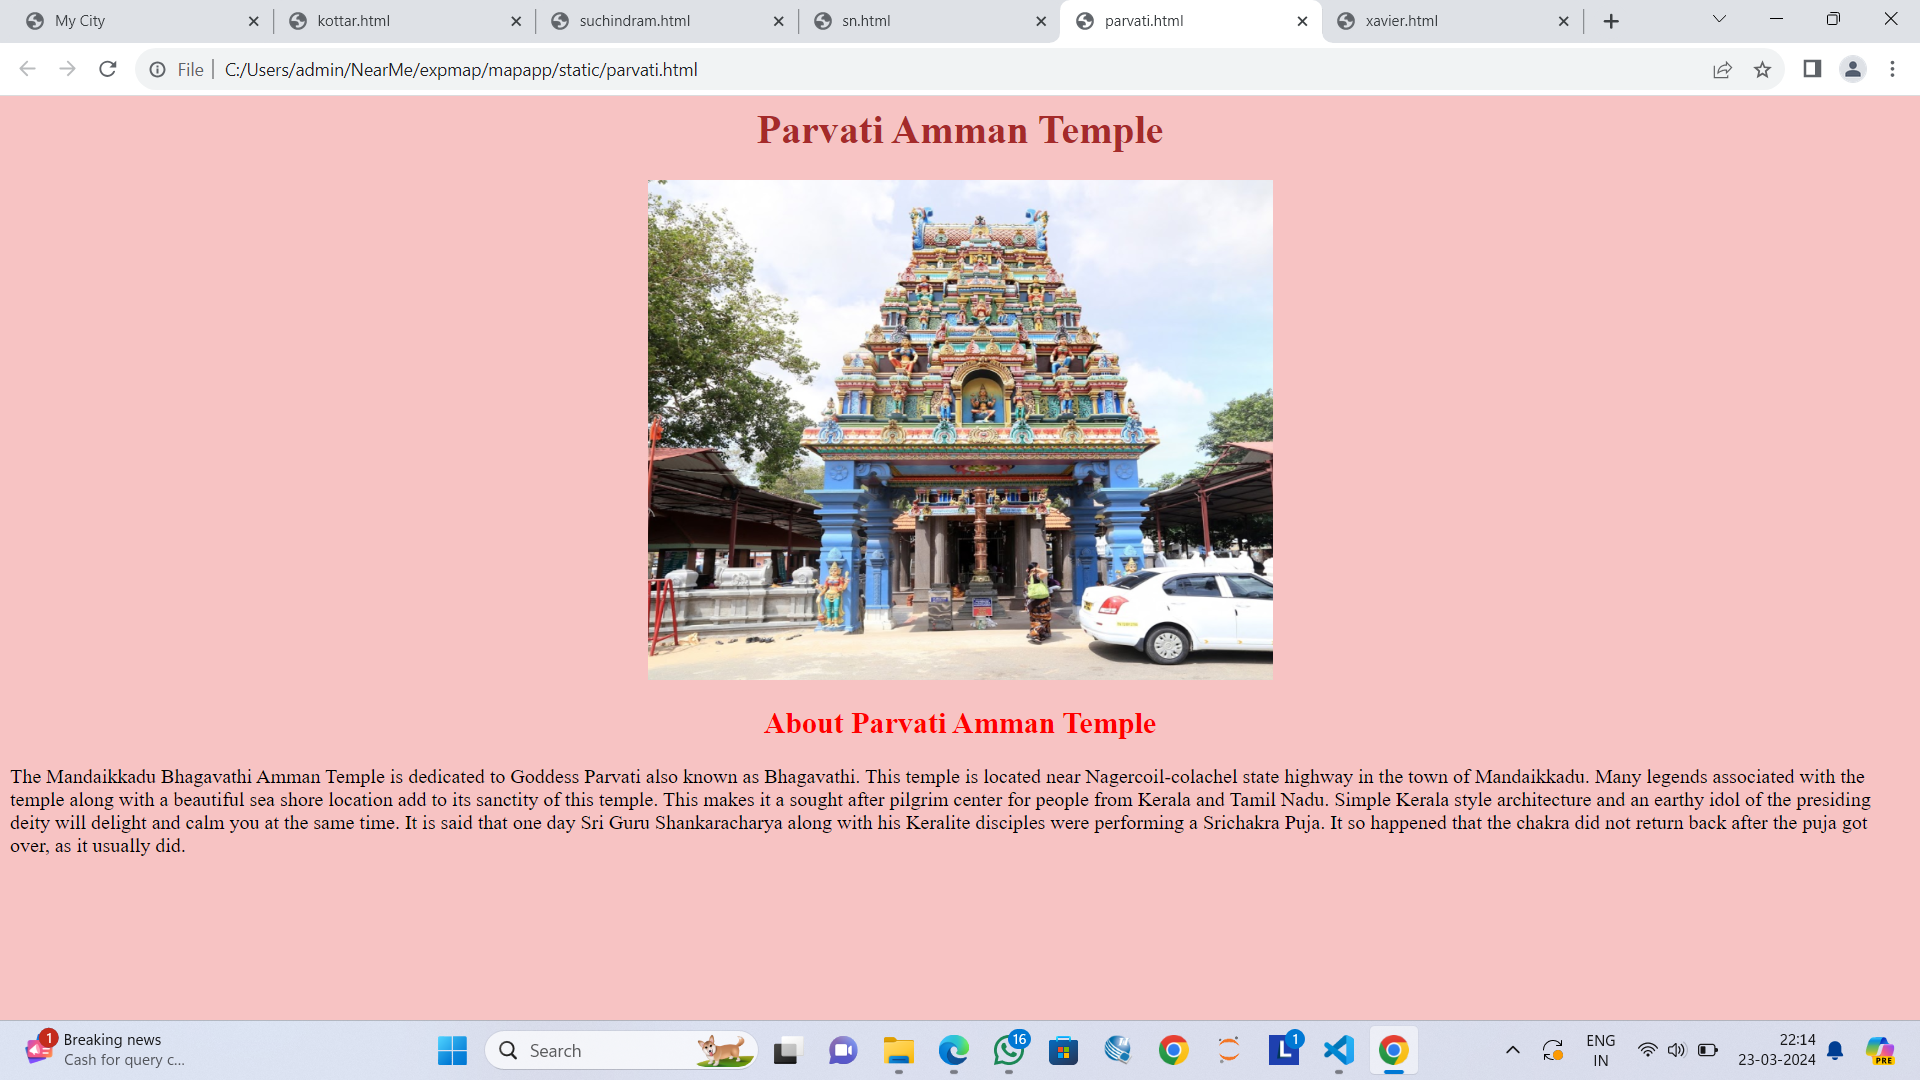 My City
kottar.html
suchindram.html
sn.html
parvati.html
xavier.html
File
C:/Users/admin/NearMe/expmap/mapapp/static/parvati.html
Parvati Amman Temple
About Parvati Amman Temple
The Mandaikkadu Bhagavathi Amman Temple is dedicated to Goddess Parvati also known as Bhagavathi. This temple is located near Nagercoil-colachel state highway in the town of Mandaikkadu. Many legends associated with the
temple along with a beautiful sea shore location add to its sanctity of this temple. This makes it a sought after pilgrim center for people from Kerala and Tamil Nadu. Simple Kerala style architecture and an earthy idol of the presiding
deity will delight and calm you at the same time. It is said that one day Sri Guru Shankaracharya along with his Keralite disciples were performing a Srichakra Puja. It so happened that the chakra did not return back after the puja got
over, as it usually did.
1
Breaking news
Cash for query c...
Search
16
L
1
ENG
IN
22:14
23-03-2024
PRE